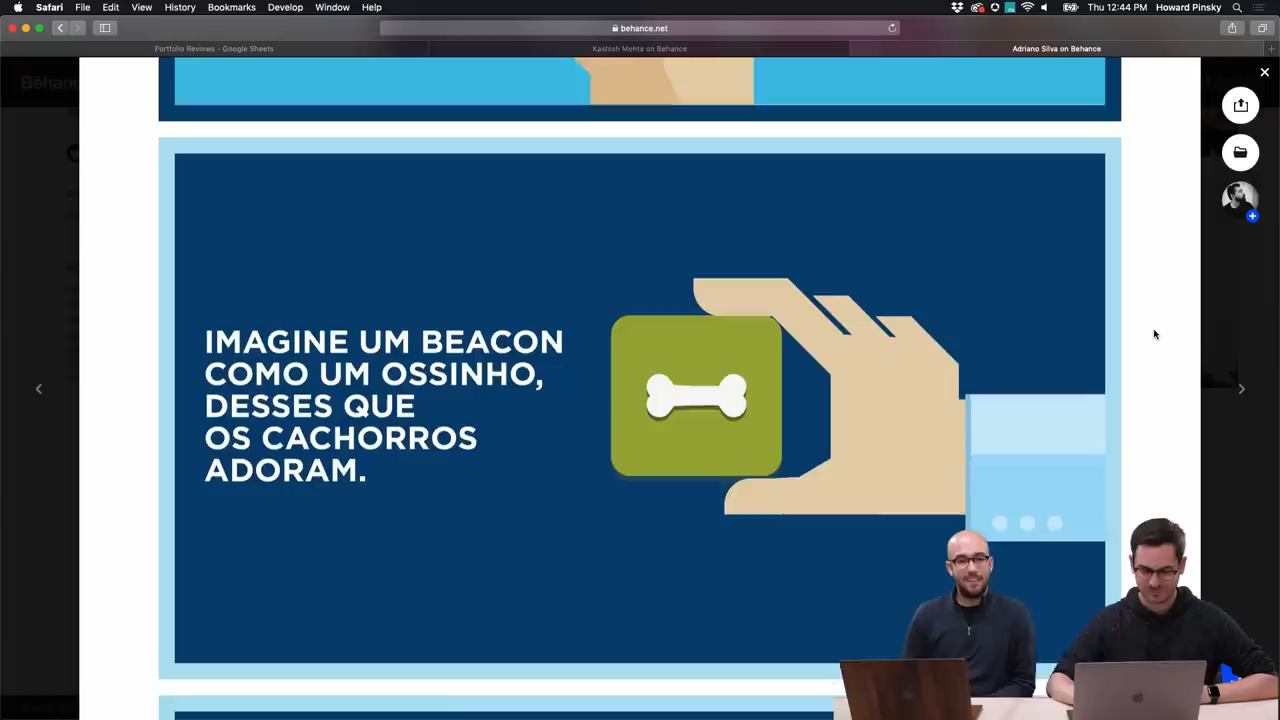 Safari File Edit View History Bookmarks Develop Window Help Thu 12:44 PM Howard Pinsky
behance.net
Portfolio Reviews - Google Sheets Kashish Mehta on Behance Adriano Silva on Behance
Behanc
IMAGINE UM BEACON
COMO UM OSSINHO,
DESSES QUE
OS CACHORROS
ADORAM.